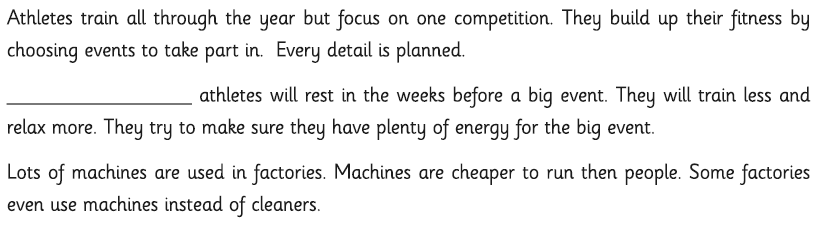 Athletes train all through the year but focus on one competition. They build up their fitness by
choosing events to take part in.  Every detail is planned.
__________________ athletes will rest in the weeks before a big event. They will train less and
relax more. They try to make sure they have plenty of energy for the big event.
Lots of machines are used in factories. Machines are cheaper to run then people. Some factories
even use machines instead of cleaners.